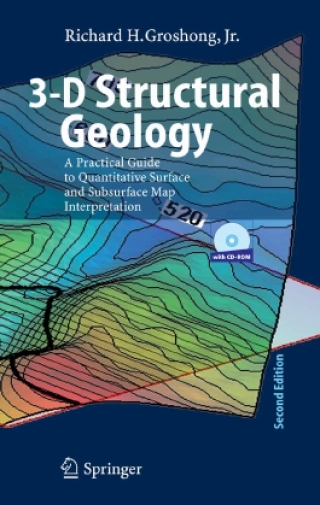 Richard H. Groshong, Jr.
3-D Structural
Geology
A Practical Guide
to Quantitative Surface
and Subsurface Map
Interpretation
520
with CD-ROM
Second Edition
Springer